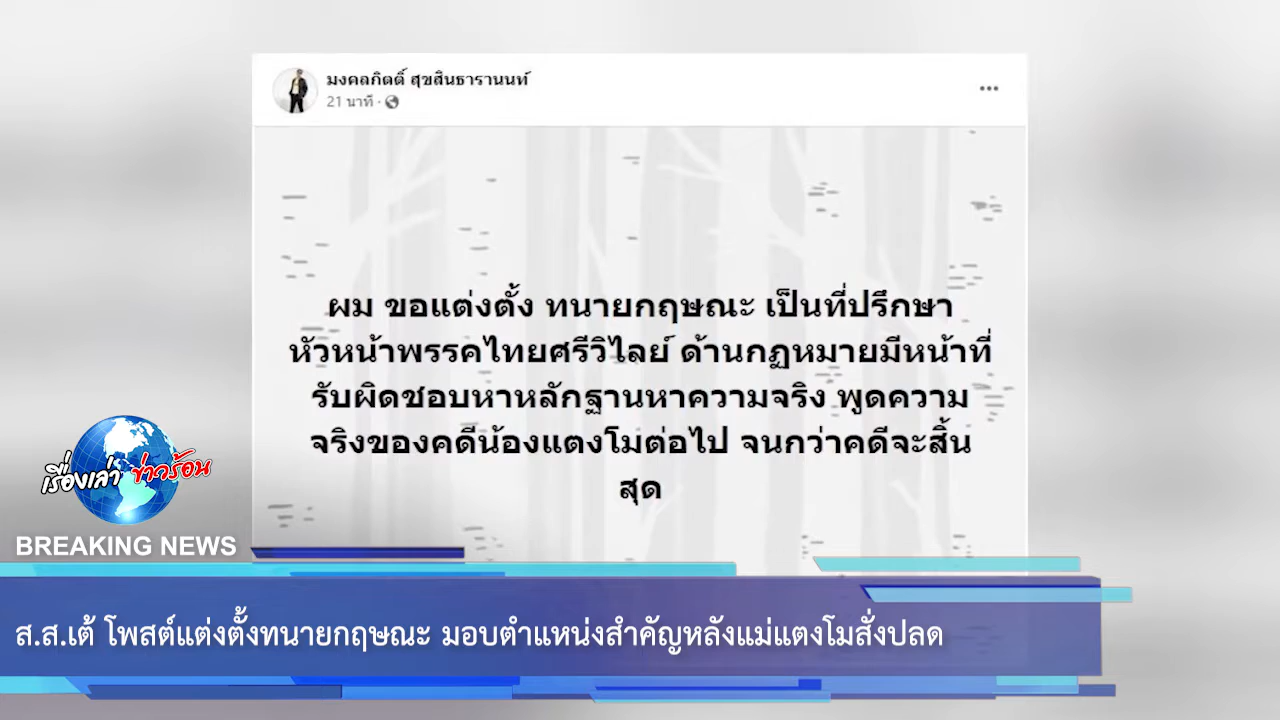 มงคลกิตติ์ สุขสินธารานนท์
21 นาที ·
ผม ขอแต่งตั้ง ทนายกฤษณะ เป็นที่ปรึกษา
หัวหน้าพรรคไทยศรีวิไลย์ ด้านกฏหมายมีหน้าที่
รับผิดชอบหาหลักฐานหาความจริง พูดความ
จริงของคดีน้องแตงโมต่อไป จนกว่าคดีจะสิ้น
สุด
เรื่องเล่า ข่าวร้อน
BREAKING NEWS
ส.ส.เต้ โพสต์แต่งตั้งทนายกฤษณะ มอบตำแหน่งสำคัญหลังแม่แตงโมสั่งปลด